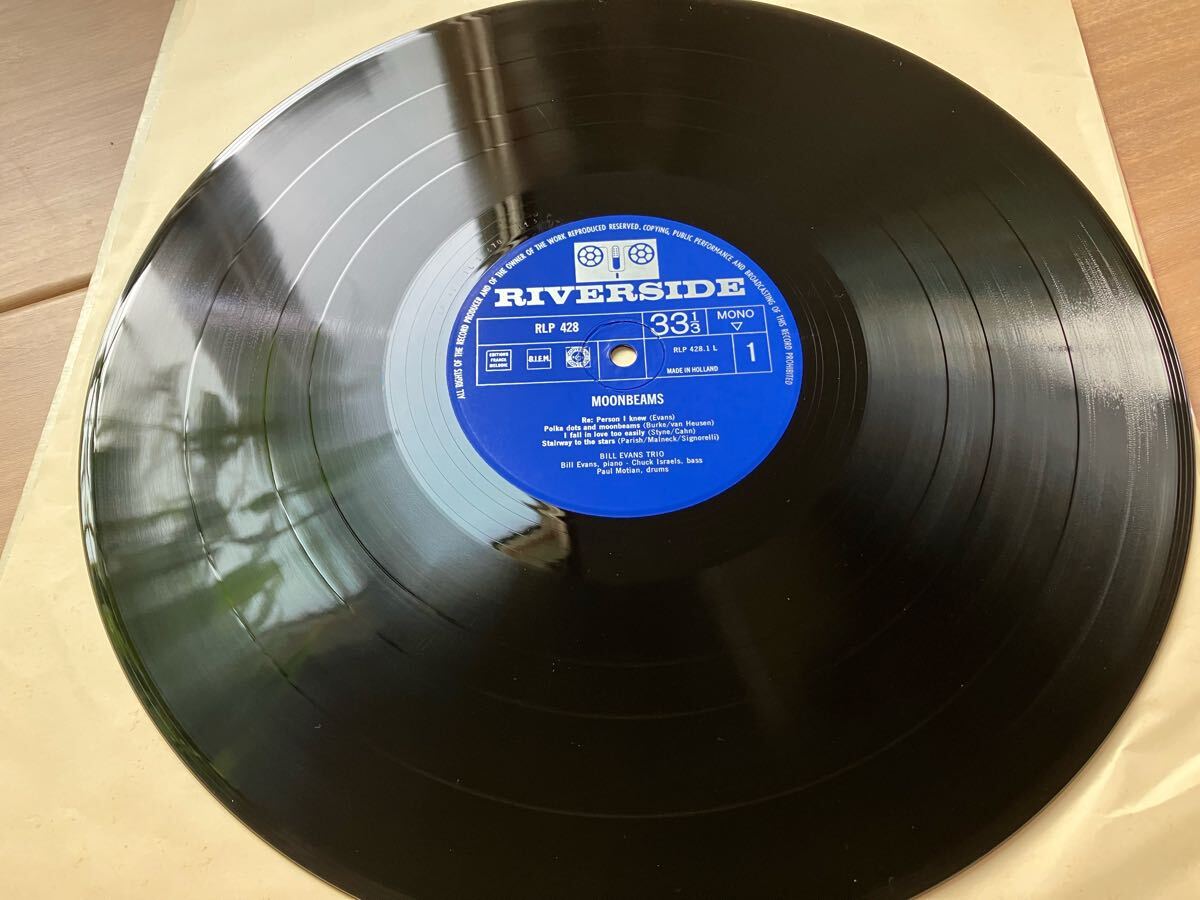 ALL RIGHTS OF THE RECORD PRODUCER AND OF THE OWNER OF THE WORK REPRODUCED RESERVED. COPYING, PUBLIC PERFORMANCE AND BROADCASTING OF THIS RECORD PROHIBITED
RIVERSIDE
RLP 428
33 1/3
MONO
EDITIONS
FRANCE
BELGIQUE
B.I.E.M.
RLP 428.1 L
1
MADE IN HOLLAND
MOONBEAMS
Re: Person I knew (Evans)
Polka dots and moonbeams (Burke/van Heusen)
I fall in love too easily (Styne/Cahn)
Stairway to the stars (Parish/Malneck/Signorelli)
BILL EVANS TRIO
Bill Evans, piano - Chuck Israels, bass
Paul Motian, drums